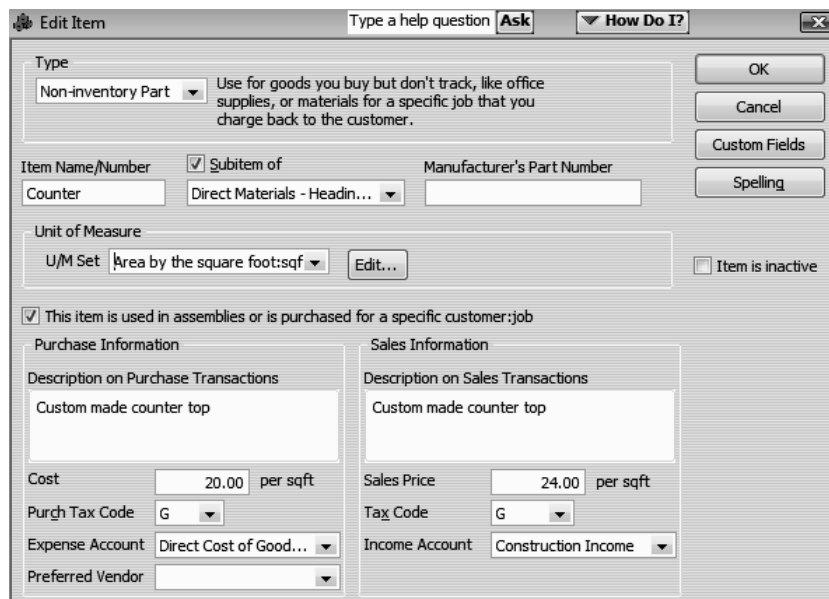 Edit Item
Type a help question Ask
How Do I?
Type
Non-inventory Part
Use for goods you buy but don't track, like office
supplies, or materials for a specific job that you
charge back to the customer.
OK
Cancel
Custom Fields
Spelling
Item Name/Number
Subitem of
Manufacturer's Part Number
Counter
Direct Materials - Headin...
Unit of Measure
U/M Set
Area by the square foot:sqf
Edit...
Item is inactive
This item is used in assemblies or is purchased for a specific customer:job
Purchase Information
Description on Purchase Transactions
Custom made counter top
Cost 20.00 per sqft
Purch Tax Code G
Expense Account Direct Cost of Good...
Preferred Vendor
Sales Information
Description on Sales Transactions
Custom made counter top
Sales Price 24.00 per sqft
Tax Code G
Income Account Construction Income